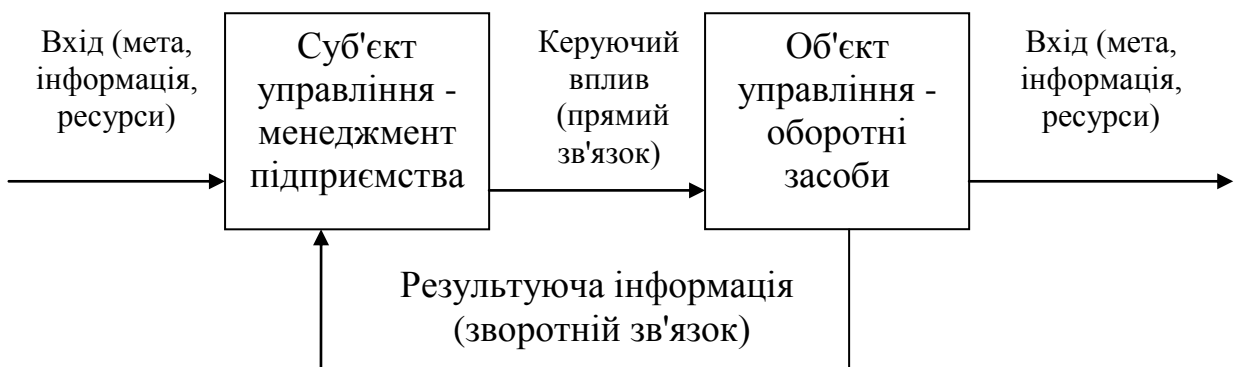 Вхід (мета,
інформація,
ресурси)
Суб'єкт
управління -
менеджмент
підприємства
Керуючий
вплив
(прямий
зв'язок)
Об'єкт
управління -
оборотні
засоби
Вхід (мета,
інформація,
ресурси)
Результуюча інформація
(зворотній зв'язок)